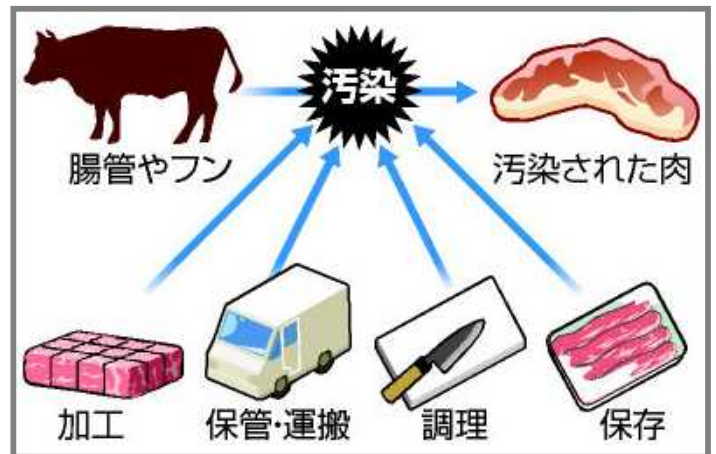 汚染
腸管やフン
汚染された肉
加工
保管・運搬
調理
保存